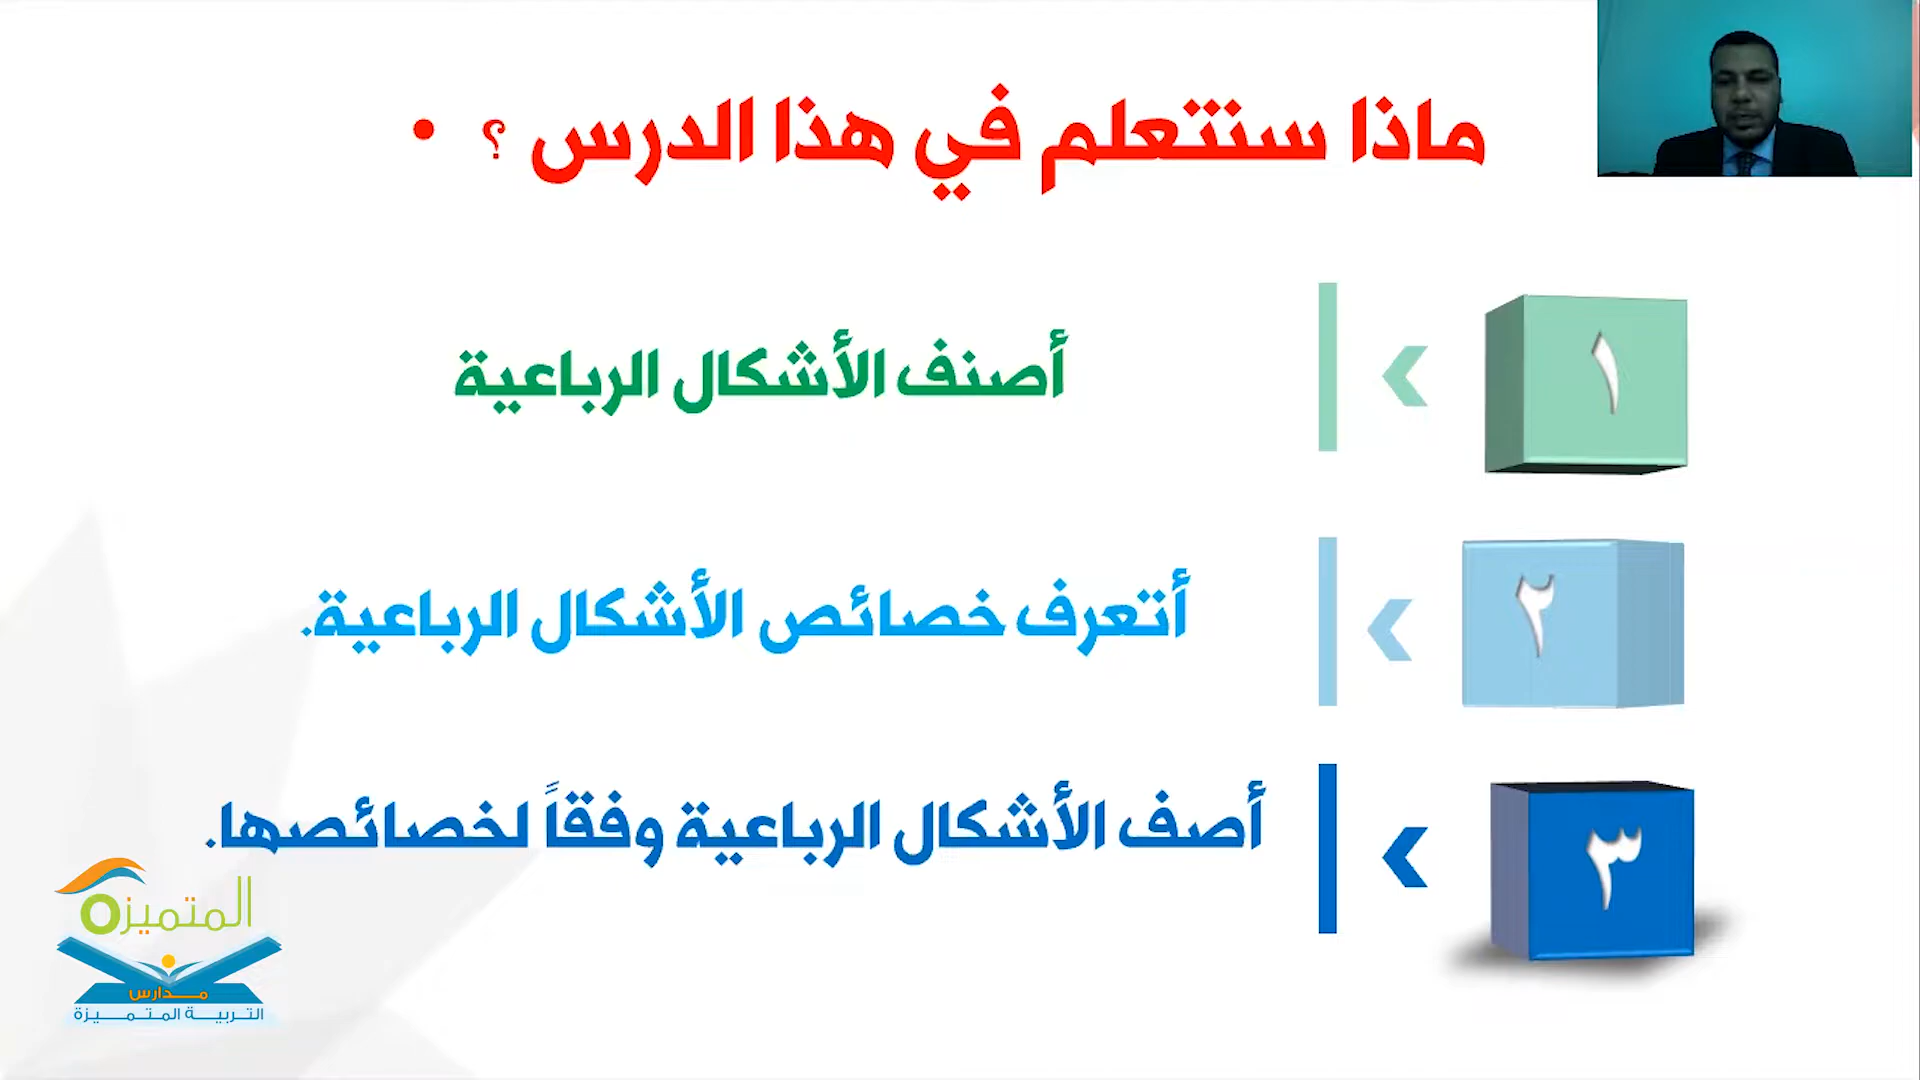 ماذا سنتعلم في هذا الدرس ؟ •
١
أصنف الأشكال الرباعية
٢
أتعرف خصائص الأشكال الرباعية.
٣
أصف الأشكال الرباعية وفقاً لخصائصها.
المتميزة
مدارس
التربية المتميزة